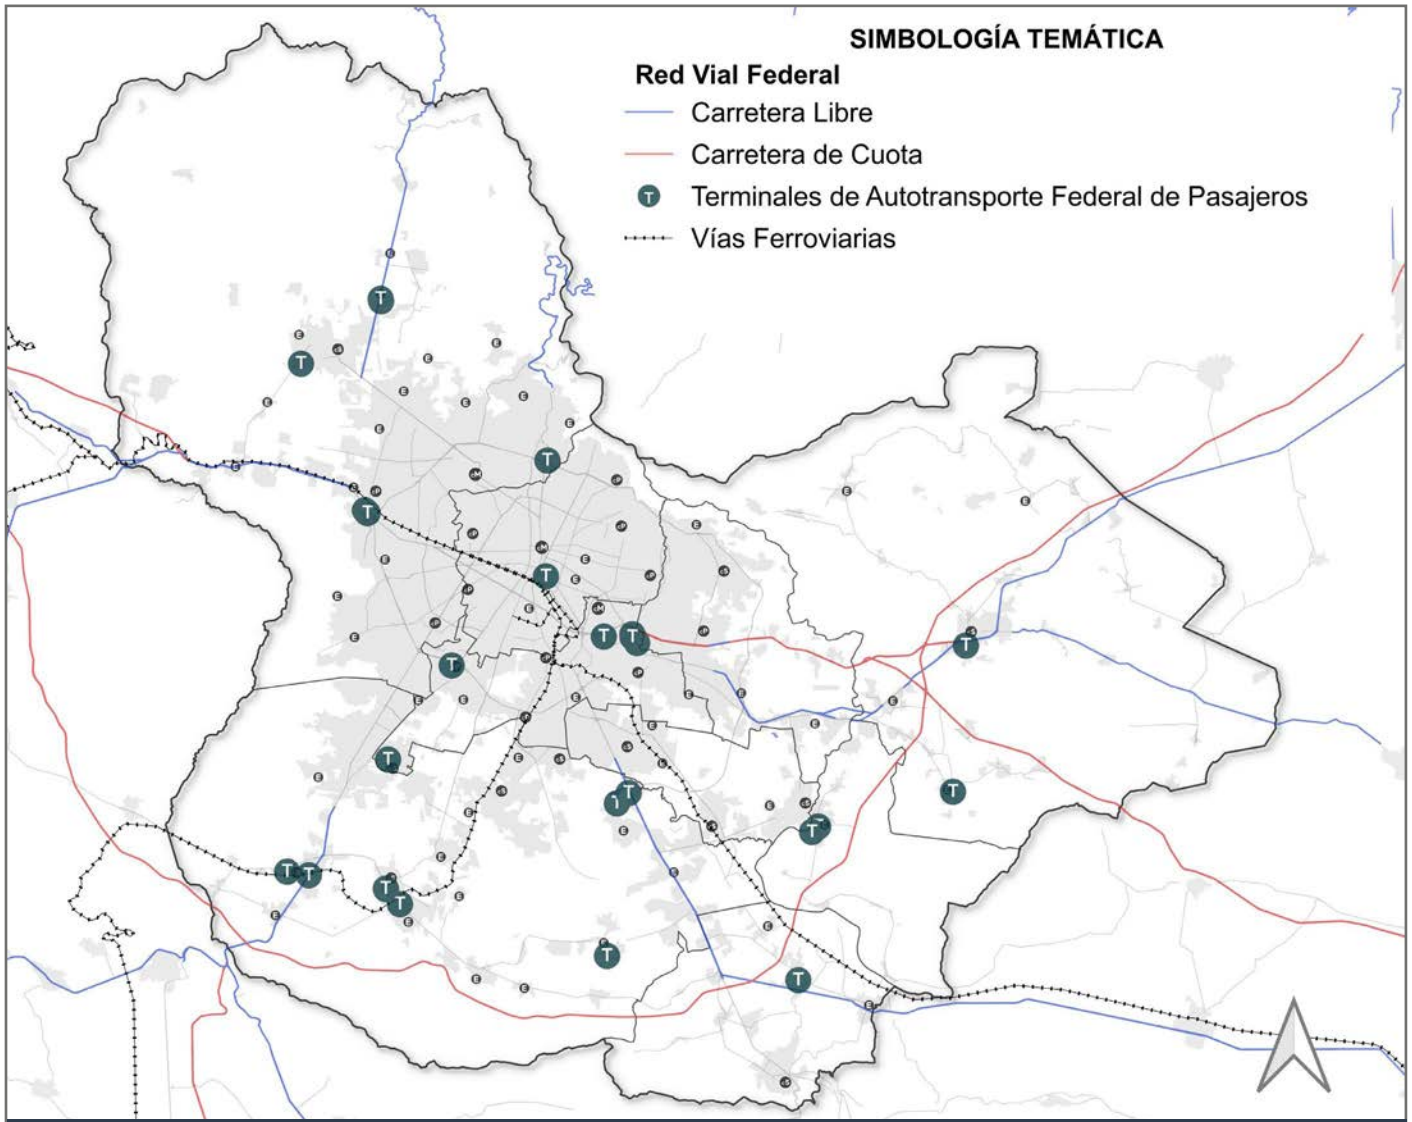 SIMBOLOGÍA TEMÁTICA
Red Vial Federal
Carretera Libre
Carretera de Cuota
T Terminales de Autotransporte Federal de Pasajeros
Vías Ferroviarias